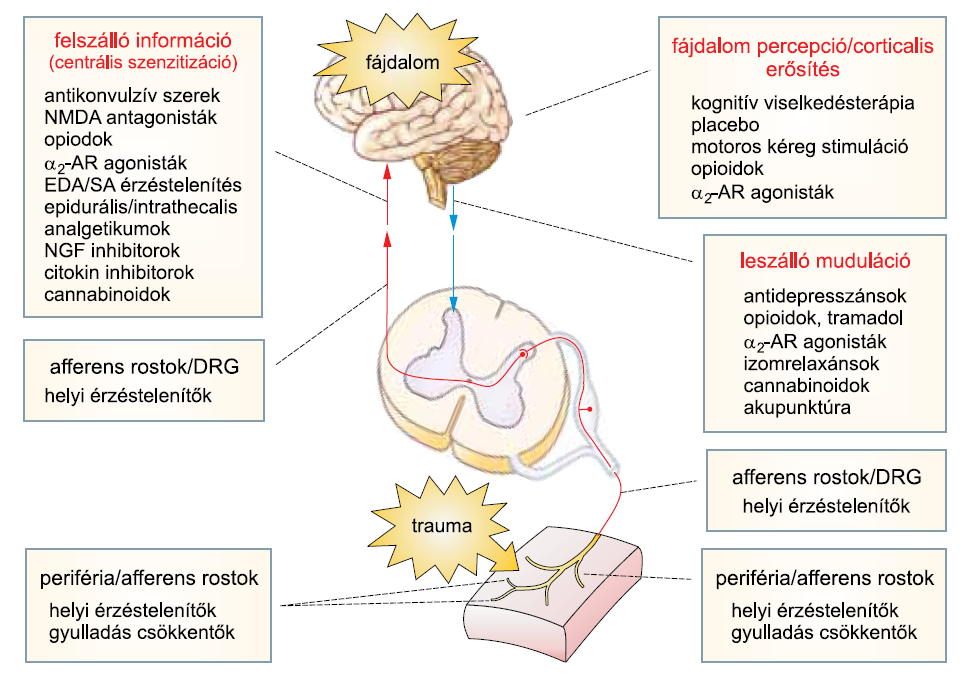 felszálló információ
(centrális szenzitizáció)
antikonvulzív szerek
NMDA antagonisták
opiodok
α2-AR agonisták
EDA/SA érzéstelenítés
epidurális/intrathecalis
analgetikumok
NGF inhibitorok
citokin inhibitorok
cannabinoidok
afferens rostok/DRG
helyi érzéstelenítők
periféria/afferens rostok
helyi érzéstelenítők
gyulladás csökkentők
fájdalom
trauma
fájdalom percepció/corticalis
erősítés
kognitív viselkedésterápia
placebo
motoros kéreg stimuláció
opioidok
α2-AR agonisták
leszálló muduláció
antidepresszánsok
opioidok, tramadol
α2-AR agonisták
izomrelaxánsok
cannabinoidok
akupunktúra
afferens rostok/DRG
helyi érzéstelenítők
periféria/afferens rostok
helyi érzéstelenítők
gyulladás csökkentők